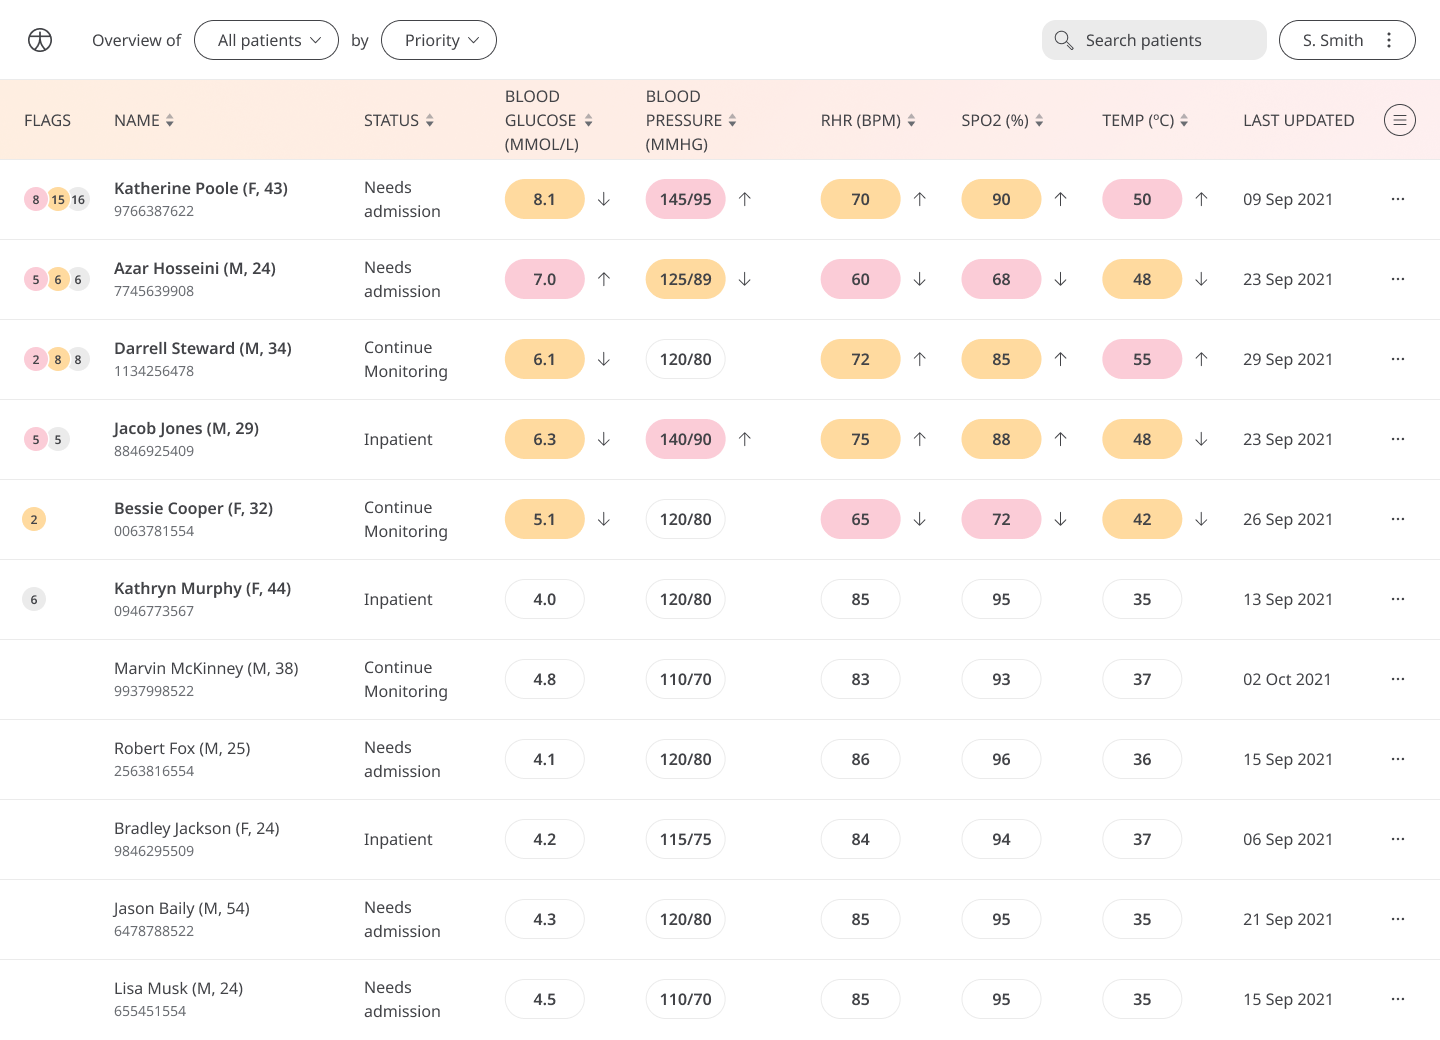 Overview of All patients by Priority Search patients S. Smith
FLAGS NAME STATUS BLOOD GLUCOSE (MMOL/L) BLOOD PRESSURE (MMHG) RHR (BPM) SPO2 (%) TEMP (ºC) LAST UPDATED
8 15 16 Katherine Poole (F, 43) Needs admission 8.1 145/95 70 90 50 09 Sep 2021
9766387622
5 6 6 Azar Hosseini (M, 24) Needs admission 7.0 125/89 60 68 48 23 Sep 2021
7745639908
2 8 8 Darrell Steward (M, 34) Continue Monitoring 6.1 120/80 72 85 55 29 Sep 2021
1134256478
5 5 Jacob Jones (M, 29) Inpatient 6.3 140/90 75 88 48 23 Sep 2021
8846925409
2 Bessie Cooper (F, 32) Continue Monitoring 5.1 120/80 65 72 42 26 Sep 2021
0063781554
6 Kathryn Murphy (F, 44) Inpatient 4.0 120/80 85 95 35 13 Sep 2021
0946773567
Marvin McKinney (M, 38) Continue Monitoring 4.8 110/70 83 93 37 02 Oct 2021
9937998522
Robert Fox (M, 25) Needs admission 4.1 120/80 86 96 36 15 Sep 2021
2563816554
Bradley Jackson (F, 24) Inpatient 4.2 115/75 84 94 37 06 Sep 2021
9846295509
Jason Baily (M, 54) Needs admission 4.3 120/80 85 95 35 21 Sep 2021
6478788522
Lisa Musk (M, 24) Needs admission 4.5 110/70 85 95 35 15 Sep 2021
655451554